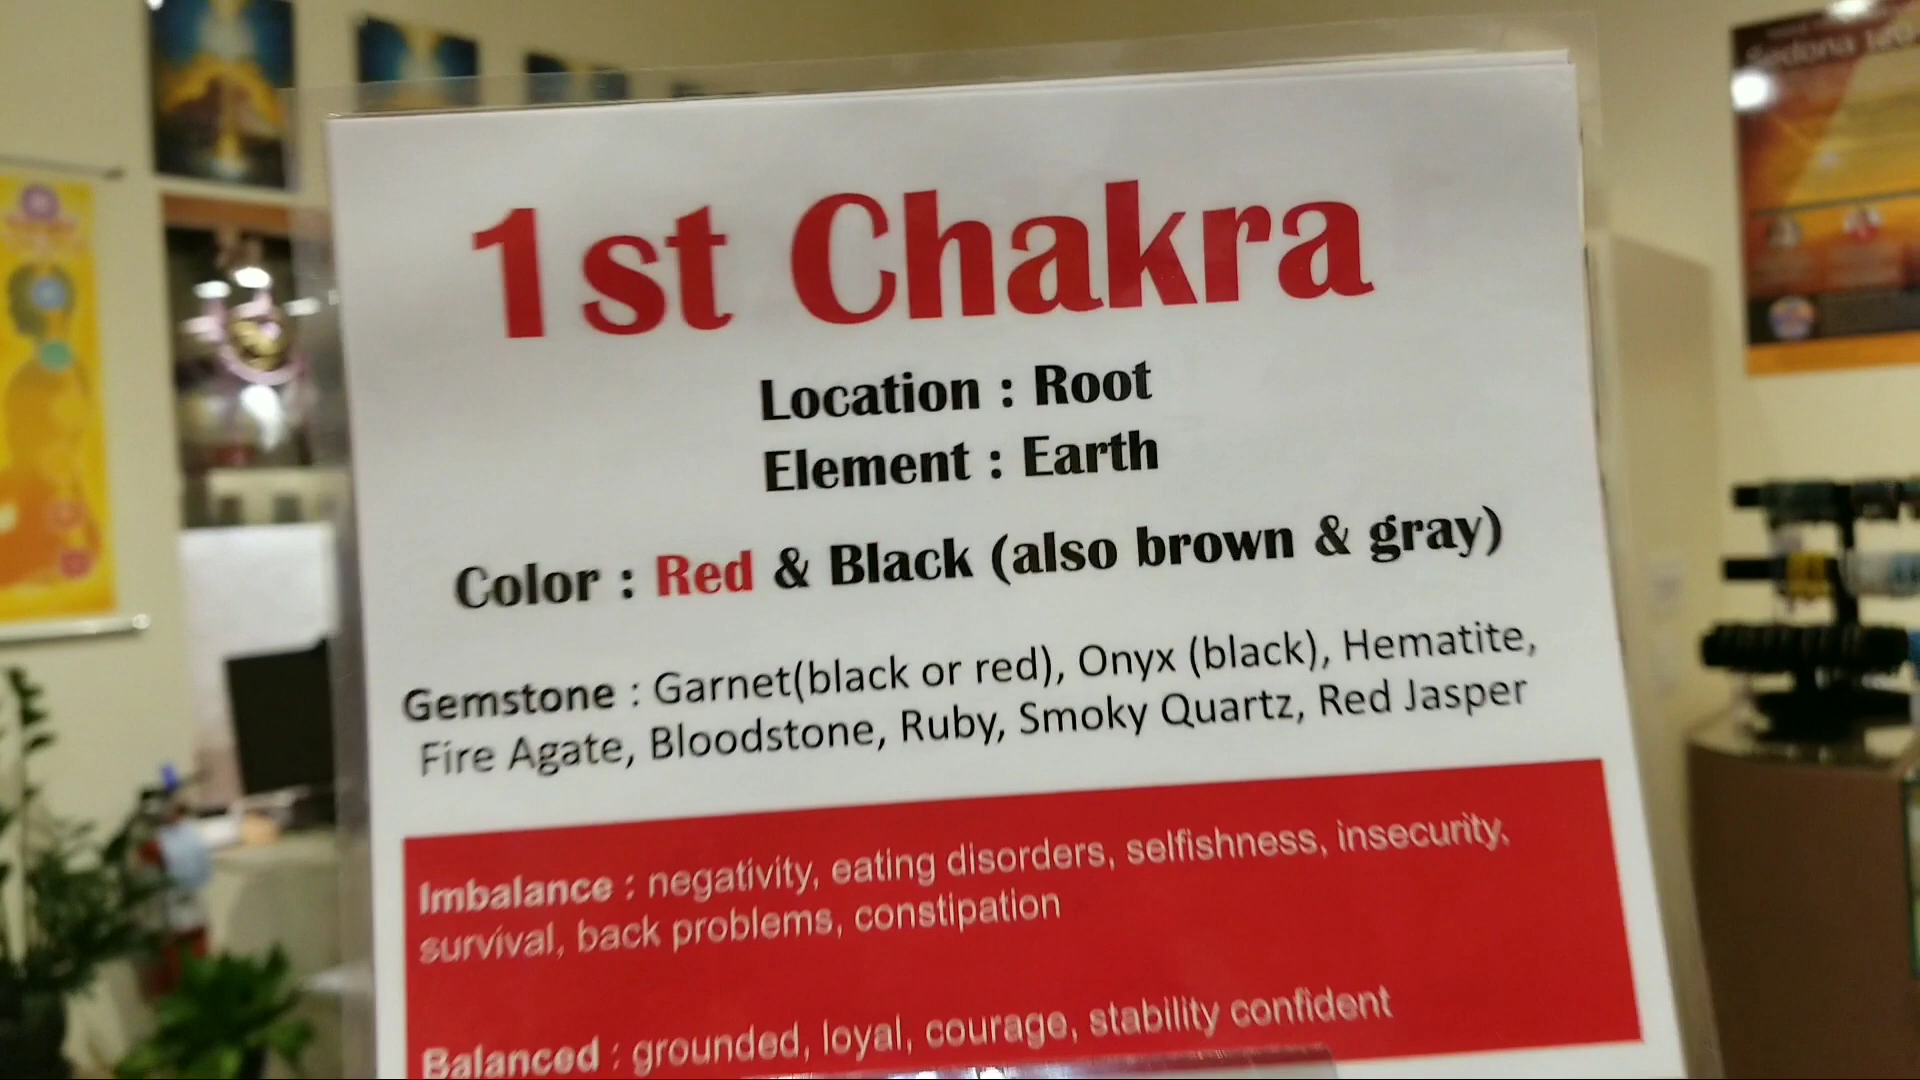 Sedona
1st Chakra
Location : Root
Element : Earth
Color : Red & Black (also brown & gray)
Gemstone : Garnet(black or red), Onyx (black), Hematite,
Fire Agate, Bloodstone, Ruby, Smoky Quartz, Red Jasper
Imbalance : negativity, eating disorders, selfishness, insecurity,
survival, back problems, constipation
Balanced : grounded, loyal, courage, stability confident